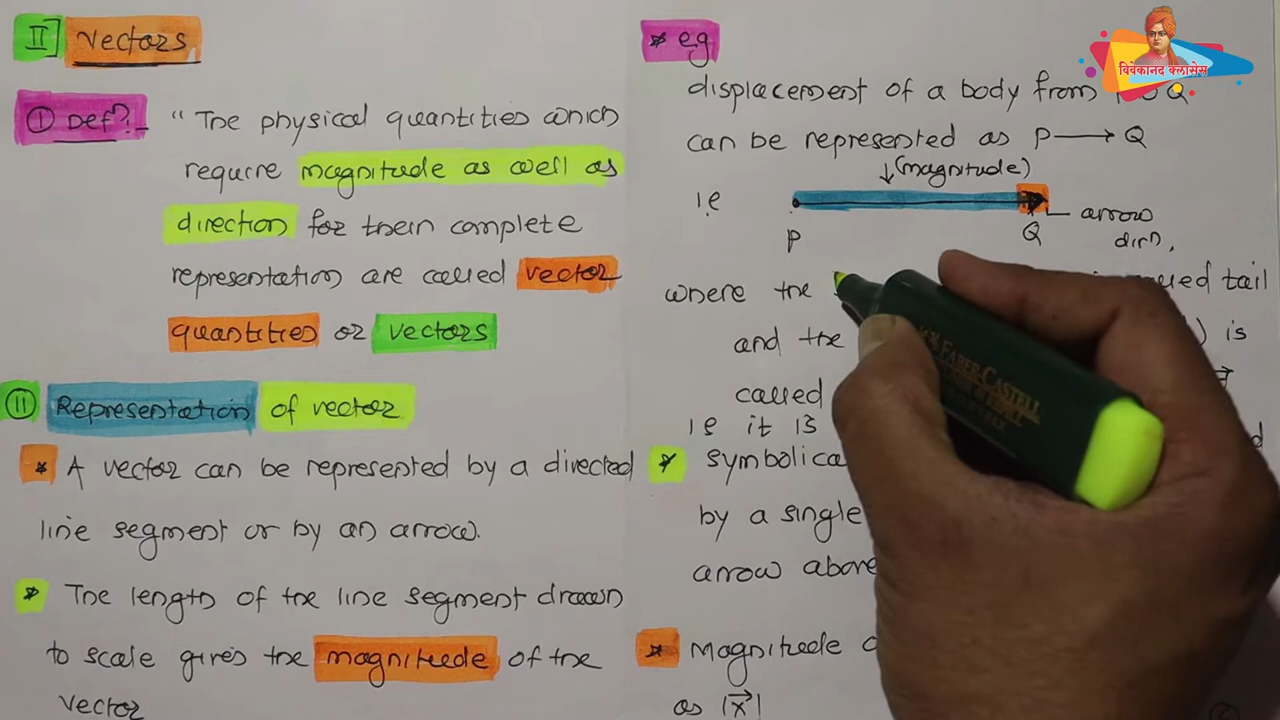 II] Vectors
① Defⁿ. "The physical quantities which
require magnitude as well as
direction for their complete
representation are called vector
quantities or vectors
II Representation of vector
* A vector can be represented by a directed
line segment or by an arrow.
* The length of the line segment drawn
to scale gives the magnitude of the
vector
* eg
displacement of a body from
can be represented as P → Q
↓(magnitude)
i.e
arrow
P Q dirn,
where the tail
and the ) is
called
ie it is
* symbolica
by a single
arrow above
* Magnitude
as |x⃗|
विवेकानंद क्लासेस
FABER-CASTELL